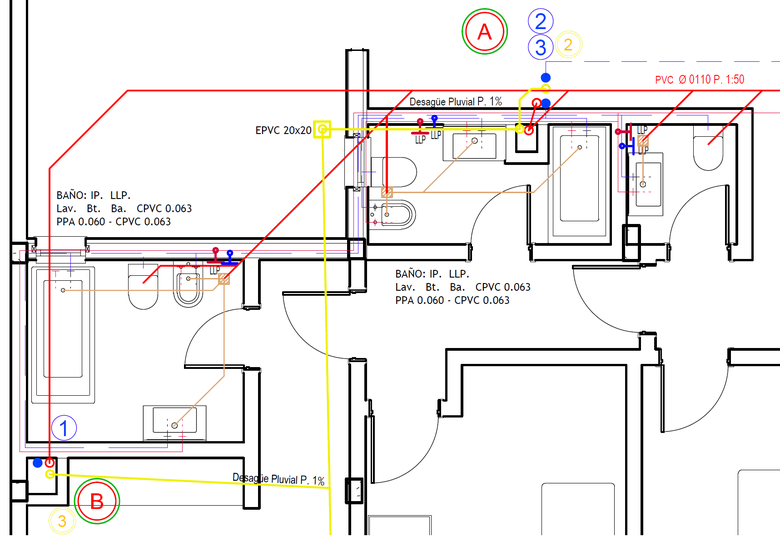 A
2
3
2
PVC Ø 0110 P. 1:50
Desagüe Pluvial P. 1%
EPVC 20x20
LLP
LLP
LLP
LLP
BAÑO: IP. LLP.
Lav. Bt. Ba. CPVC 0.063
PPA 0.060 - CPVC 0.063
LLP
BAÑO: IP. LLP.
Lav. Bt. Ba. CPVC 0.063
PPA 0.060 - CPVC 0.063
1
Desagüe Pluvial P. 1%
B
3